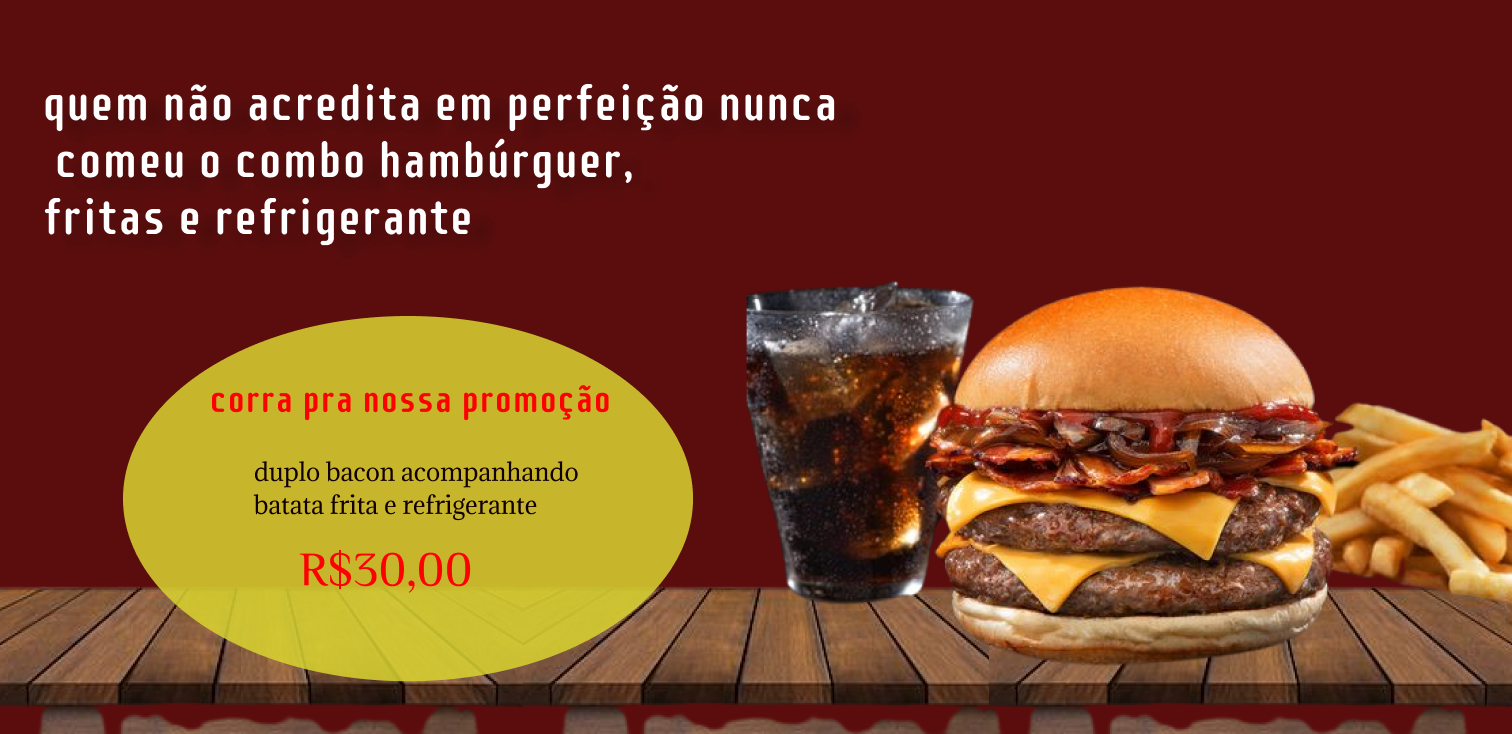 quem não acredita em perfeição nunca
comeu o combo hambúrguer,
fritas e refrigerante
corra pra nossa promoção
duplo bacon acompanhando
batata frita e refrigerante
R$30,00